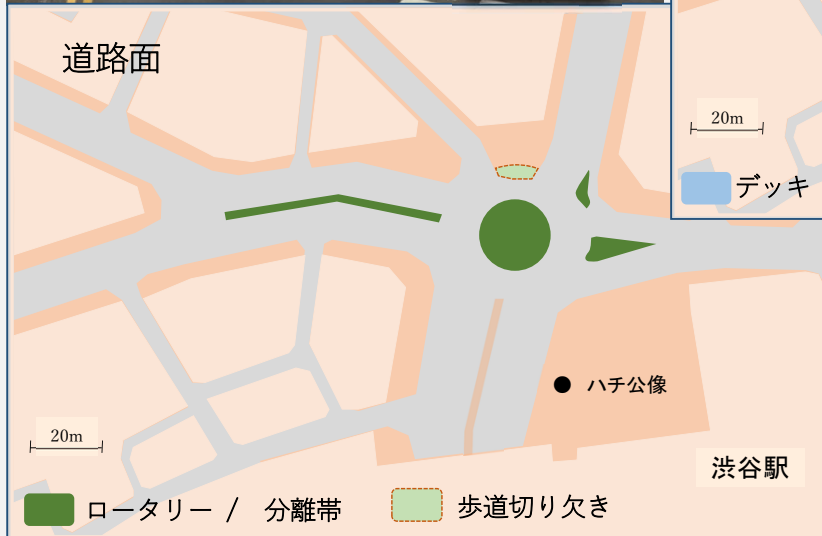 道路面
20m
デッキ
ハチ公像
20m
渋谷駅
ロータリー / 分離帯
歩道切り欠き